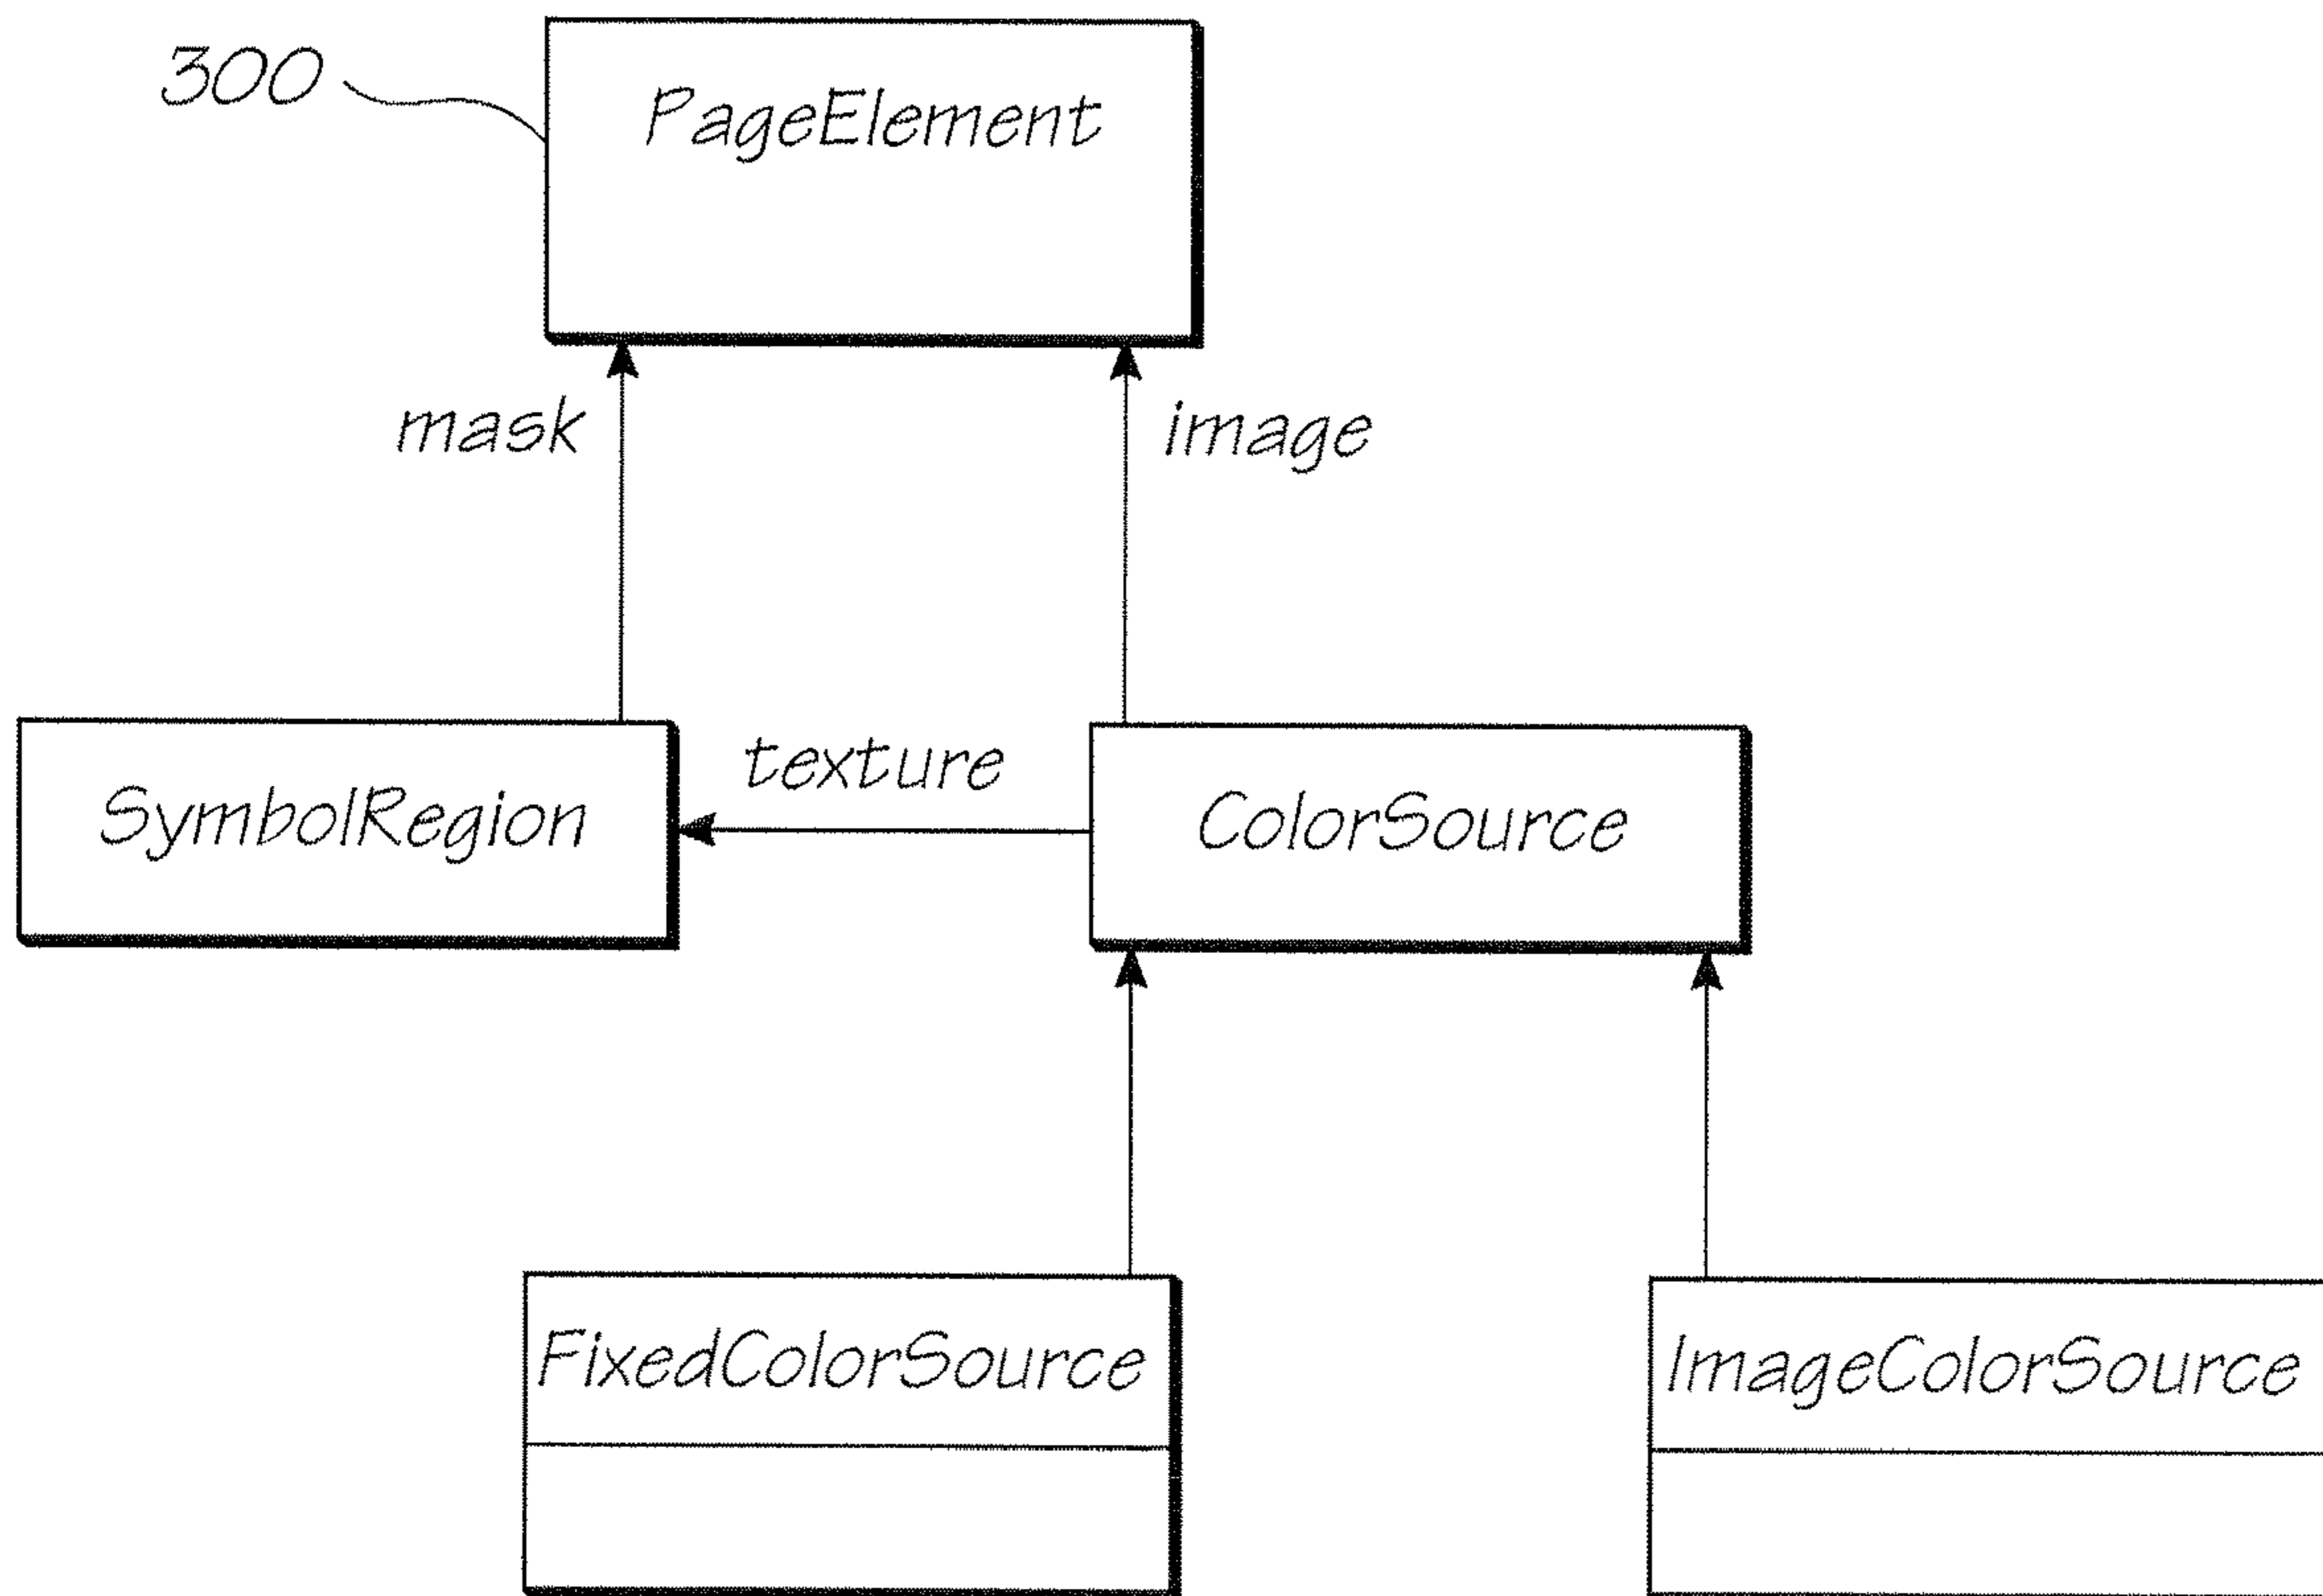 300
PageElement
mask
image
texture
SymbolRegion
ColorSource
FixedColorSource
ImageColorSource